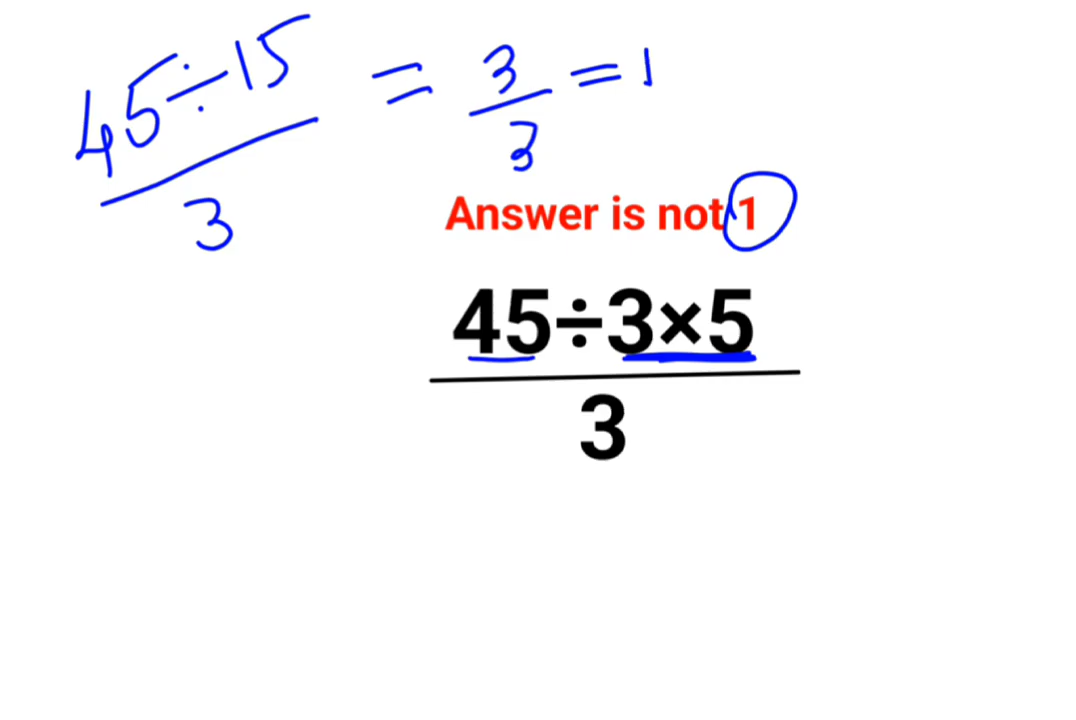 45÷15 = 3 = 1
3 3
Answer is not 1
45÷3×5
3